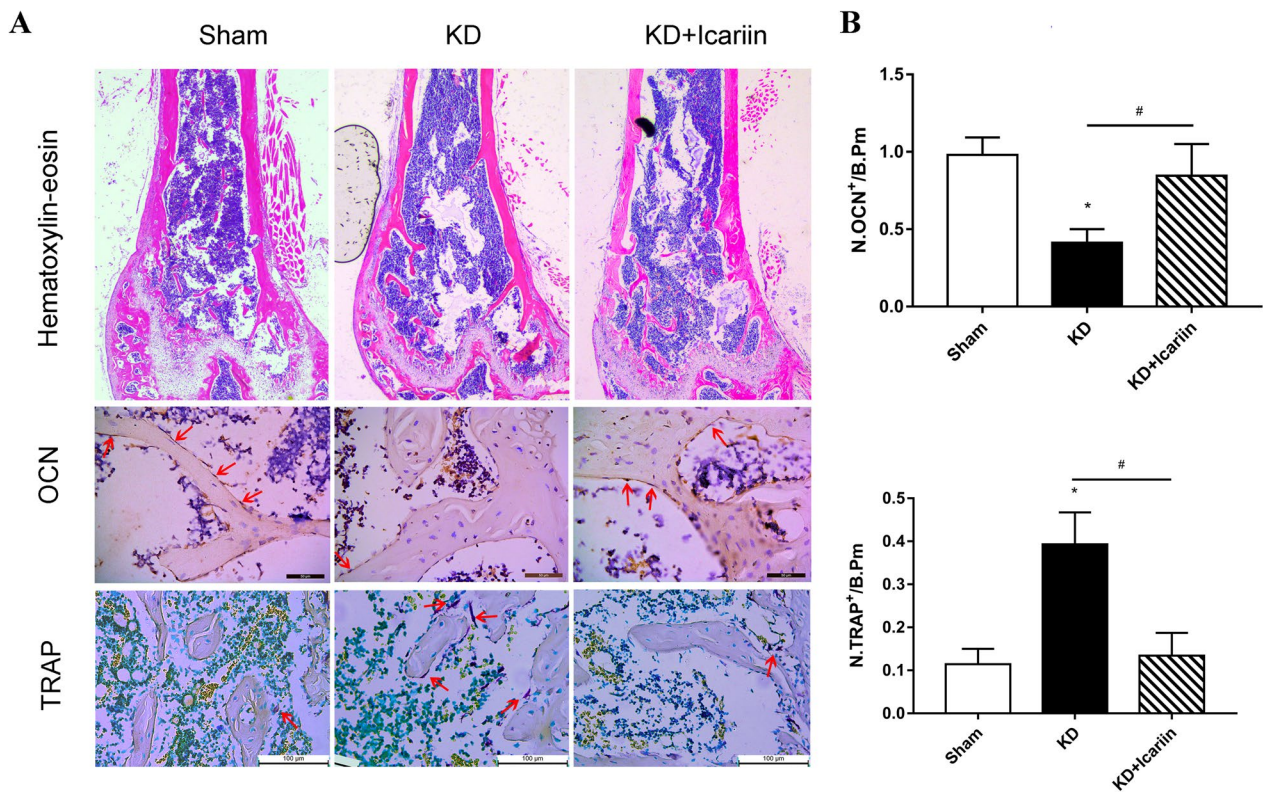 A
Sham KD KD+Icariin
Hematoxylin-eosin
OCN
TRAP
50 µm
100 µm 100 µm 100 µm
B
N.OCN⁺/B.Pm
1.5
1.0
0.5
0.0
*
#
Sham KD KD+Icariin
N.TRAP⁺/B.Pm
0.5
0.4
0.3
0.2
0.1
0.0
*
#
Sham KD KD+Icariin